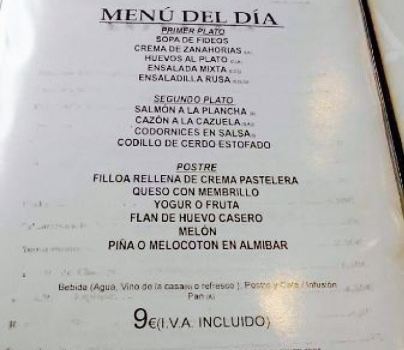 MENÚ DEL DÍA
PRIMER PLATO
SOPA DE FIDEOS
CREMA DE ZANAHORIAS
HUEVOS AL PLATO
ENSALADA MIXTA
ENSALADILLA RUSA
SEGUNDO PLATO
SALMÓN A LA PLANCHA
CAZÓN A LA CAZUELA
CODORNICES EN SALSA
CODILLO DE CERDO ESTOFADO
POSTRE
FILLOA RELLENA DE CREMA PASTELERA
QUESO CON MEMBRILLO
YOGUR O FRUTA
FLAN DE HUEVO CASERO
MELÓN
PIÑA O MELOCOTON EN ALMIBAR
Bebida (Agua, Vino de la casa o refresco ), Postre y Café / Infusión
Pan
9€(I.V.A. INCLUIDO)